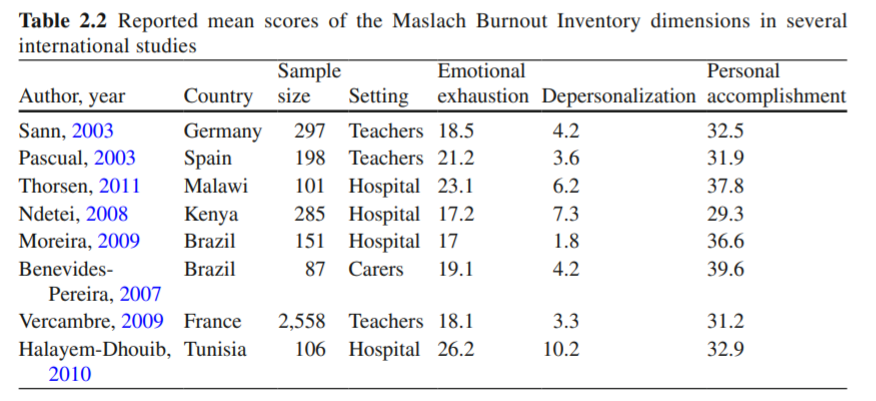 Table 2.2 Reported mean scores of the Maslach Burnout Inventory dimensions in several
international studies
Author, year Country Sample size Setting Emotional exhaustion Depersonalization Personal accomplishment
Sann, 2003 Germany 297 Teachers 18.5 4.2 32.5
Pascual, 2003 Spain 198 Teachers 21.2 3.6 31.9
Thorsen, 2011 Malawi 101 Hospital 23.1 6.2 37.8
Ndetei, 2008 Kenya 285 Hospital 17.2 7.3 29.3
Moreira, 2009 Brazil 151 Hospital 17 1.8 36.6
Benevides- Brazil 87 Carers 19.1 4.2 39.6
Pereira, 2007
Vercambre, 2009 France 2,558 Teachers 18.1 3.3 31.2
Halayem-Dhouib, Tunisia 106 Hospital 26.2 10.2 32.9
2010